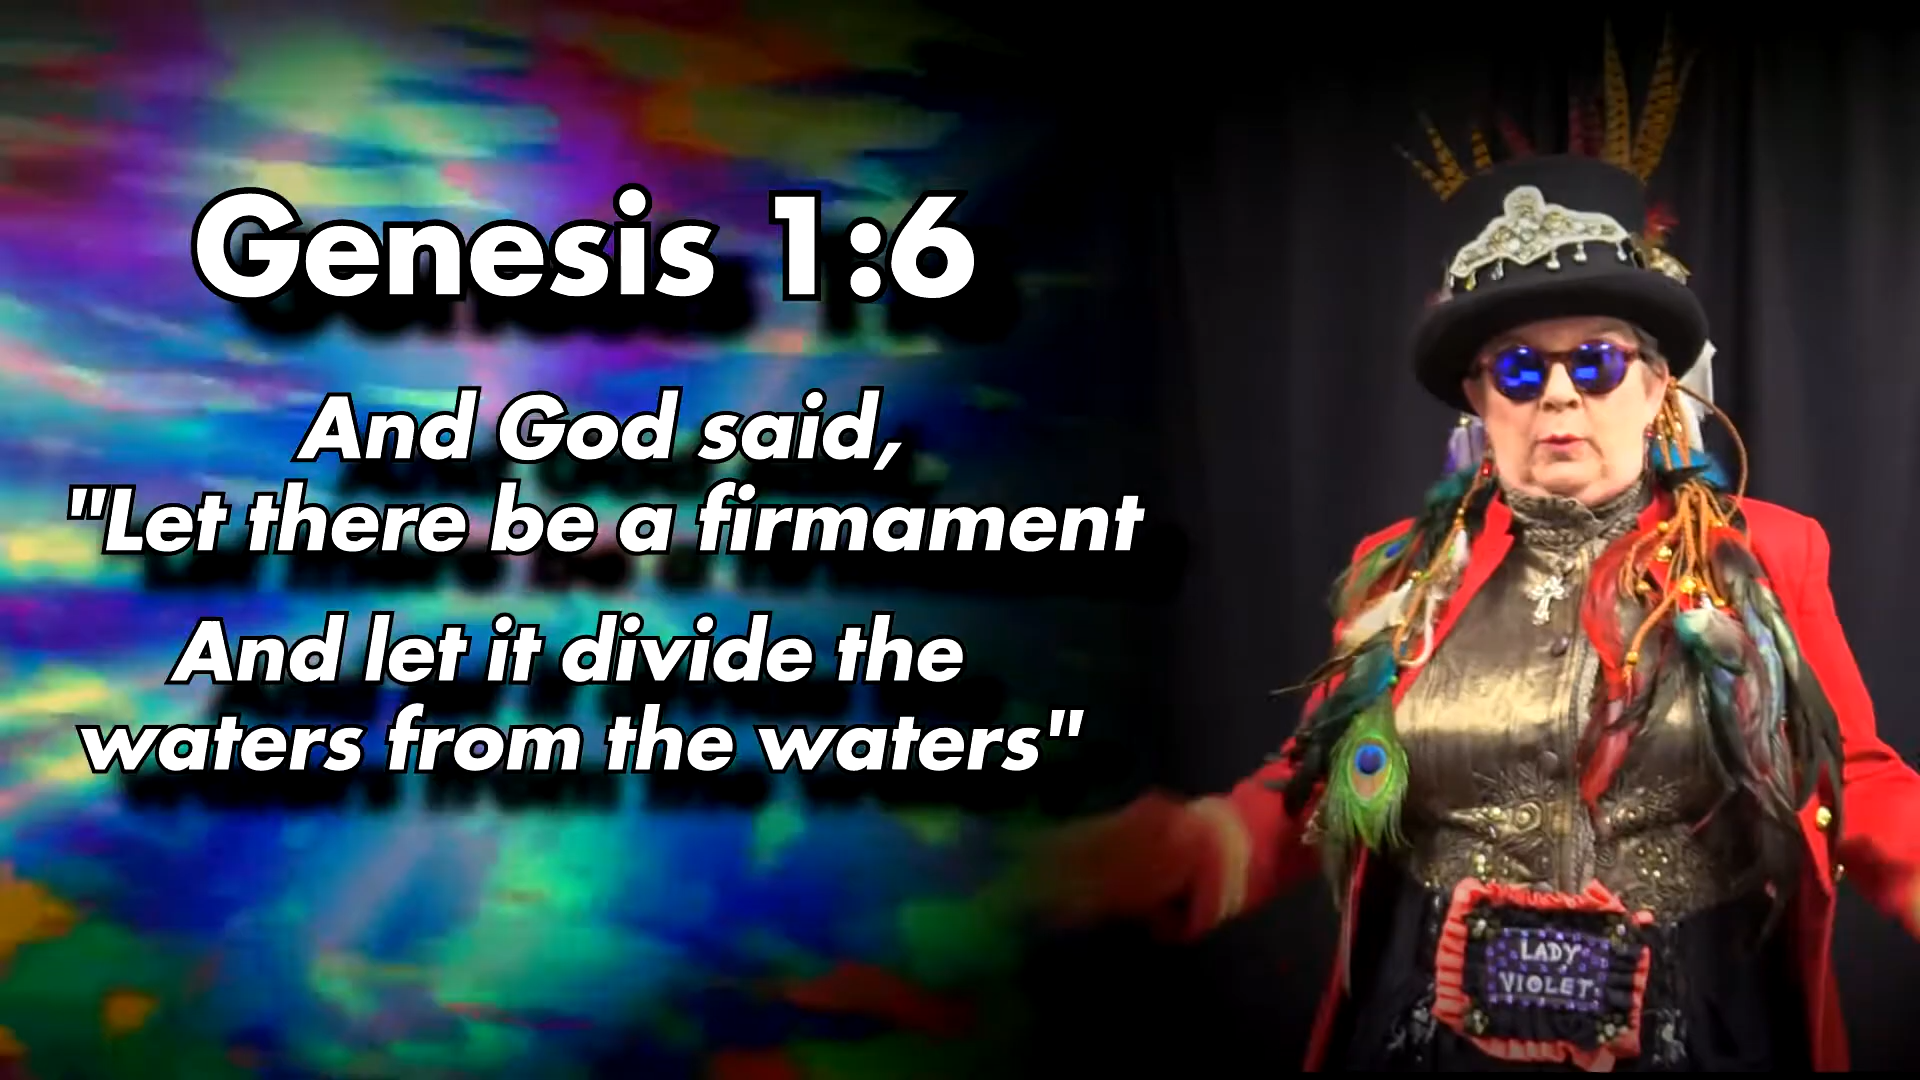 Genesis 1:6
And God said,
"Let there be a firmament
And let it divide the
waters from the waters"
LADY
VIOLET